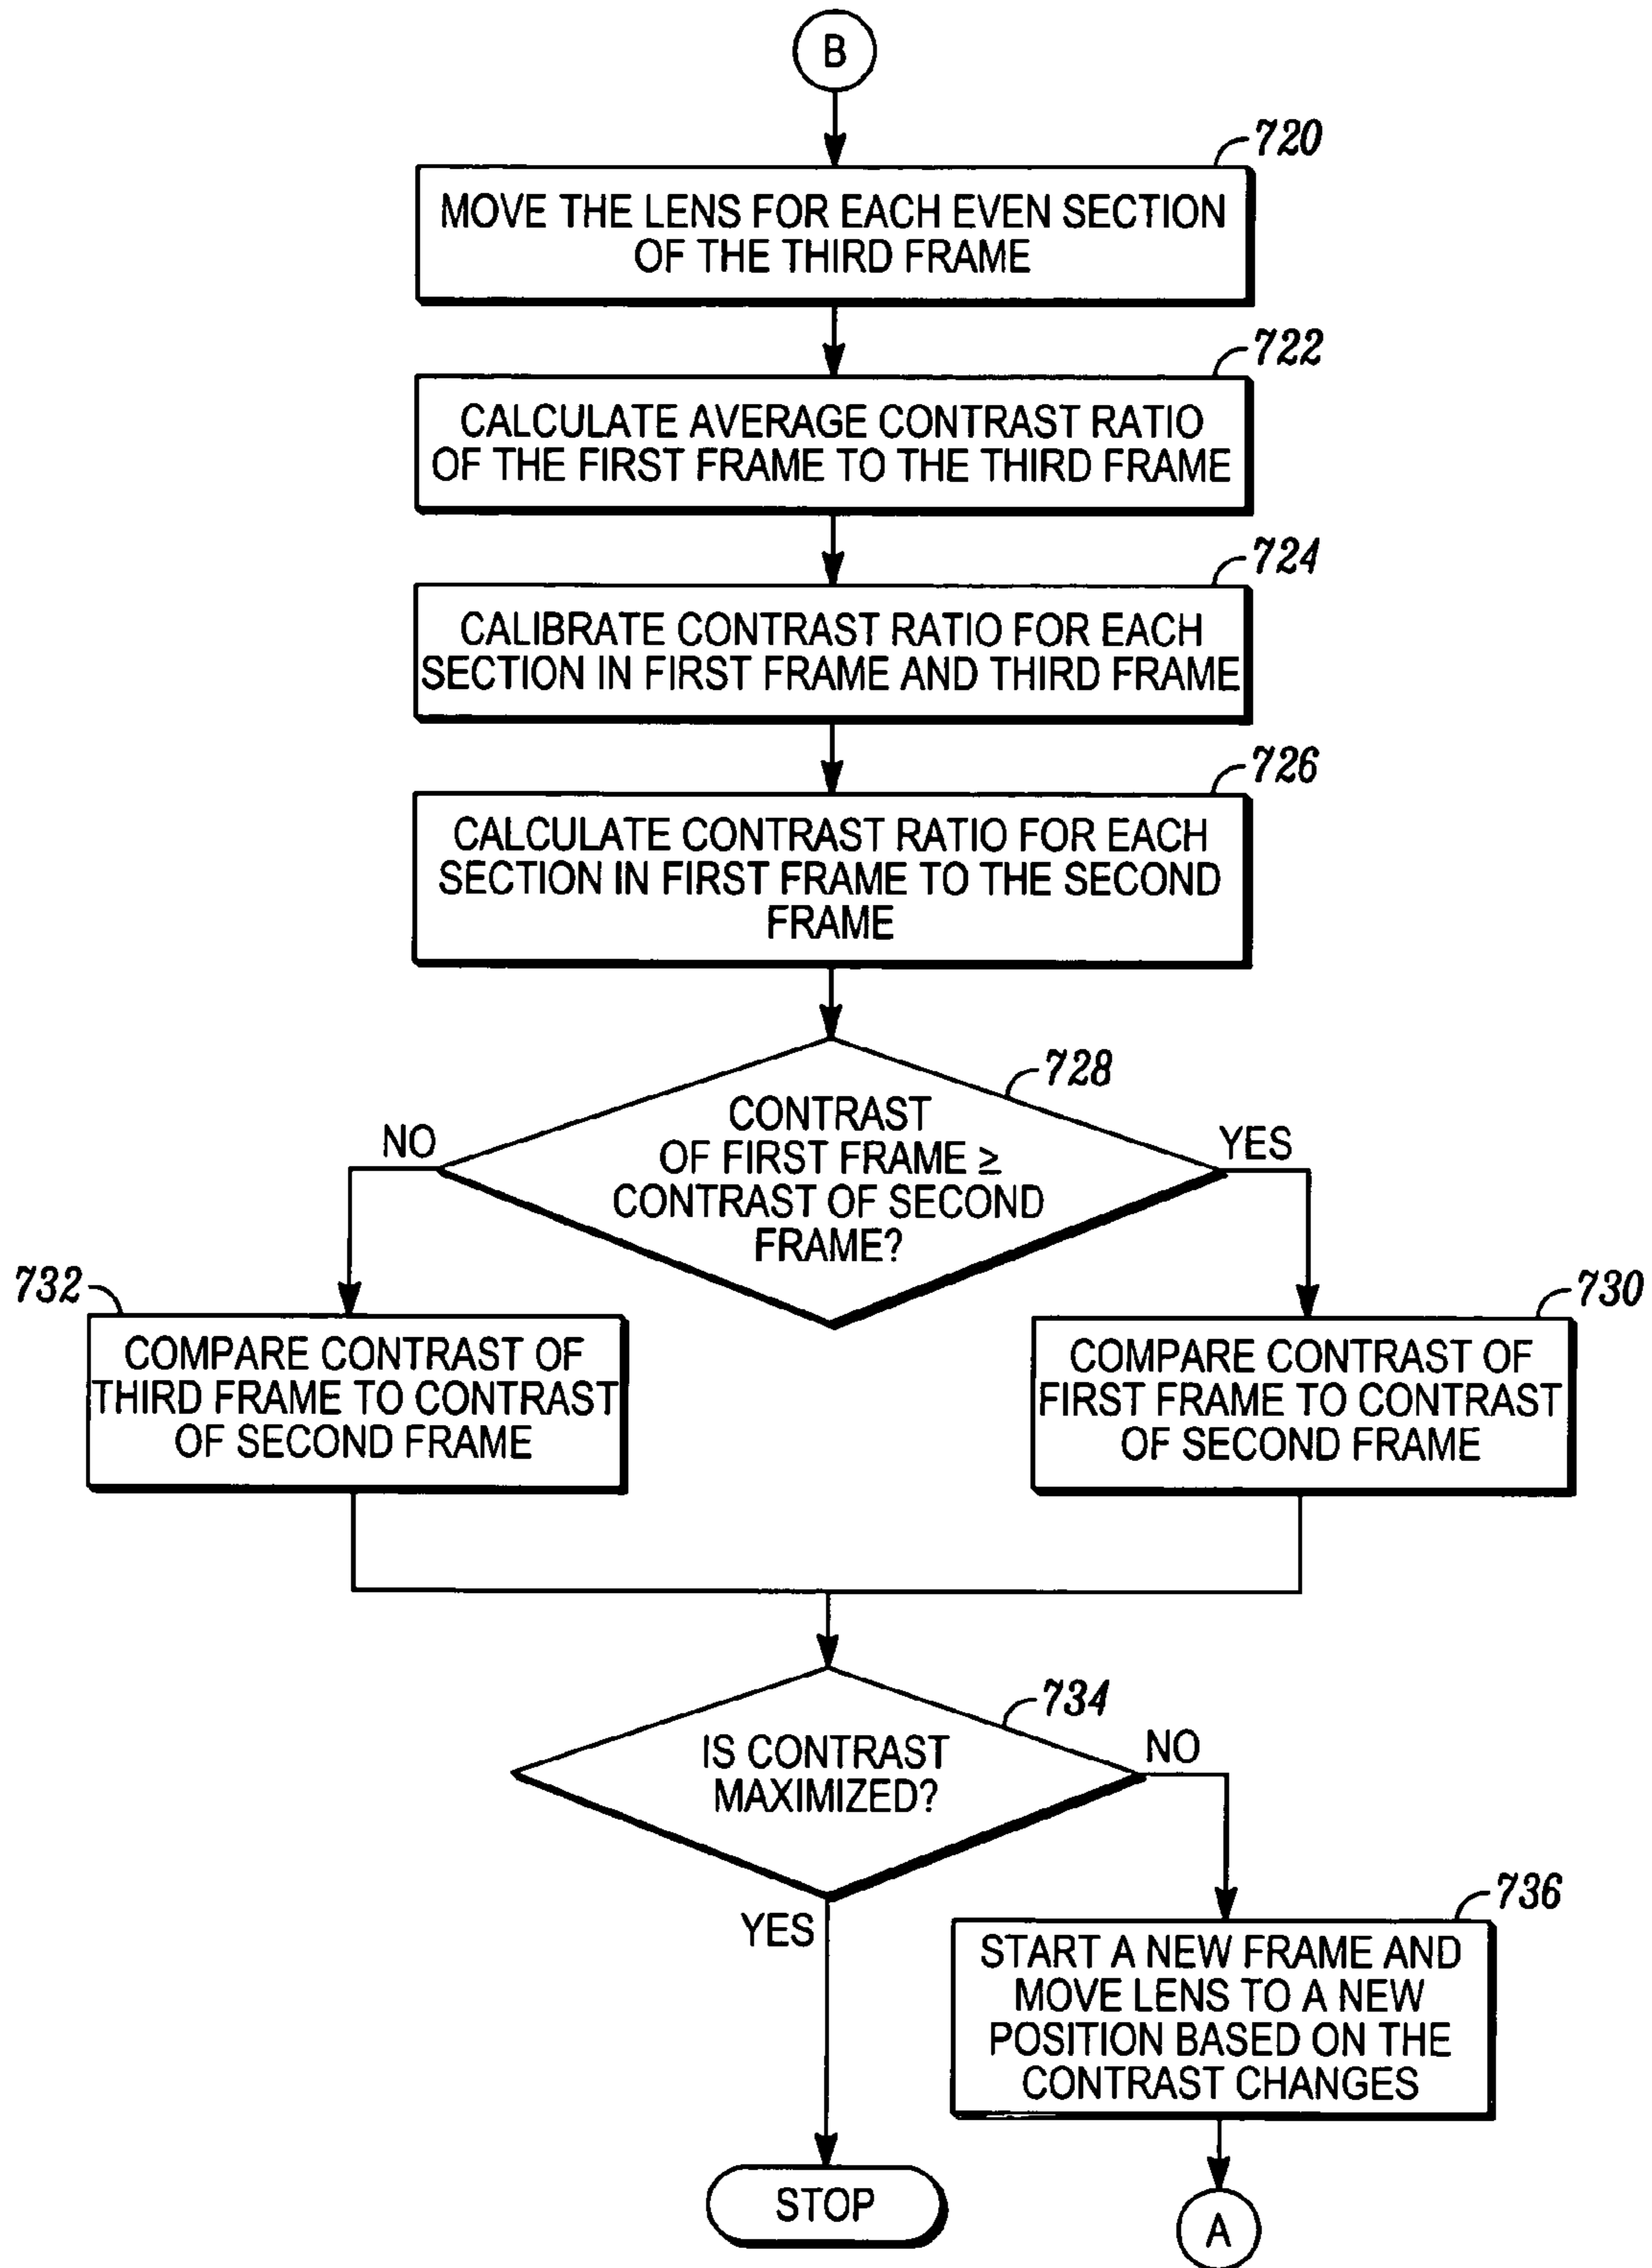 B
720
MOVE THE LENS FOR EACH EVEN SECTION
OF THE THIRD FRAME
722
CALCULATE AVERAGE CONTRAST RATIO
OF THE FIRST FRAME TO THE THIRD FRAME
724
CALIBRATE CONTRAST RATIO FOR EACH
SECTION IN FIRST FRAME AND THIRD FRAME
726
CALCULATE CONTRAST RATIO FOR EACH
SECTION IN FIRST FRAME TO THE SECOND
FRAME
728
CONTRAST
OF FIRST FRAME ≥
CONTRAST OF SECOND
FRAME?
NO
YES
732
COMPARE CONTRAST OF
THIRD FRAME TO CONTRAST
OF SECOND FRAME
730
COMPARE CONTRAST OF
FIRST FRAME TO CONTRAST
OF SECOND FRAME
734
IS CONTRAST
MAXIMIZED?
NO
YES
736
START A NEW FRAME AND
MOVE LENS TO A NEW
POSITION BASED ON THE
CONTRAST CHANGES
STOP
A